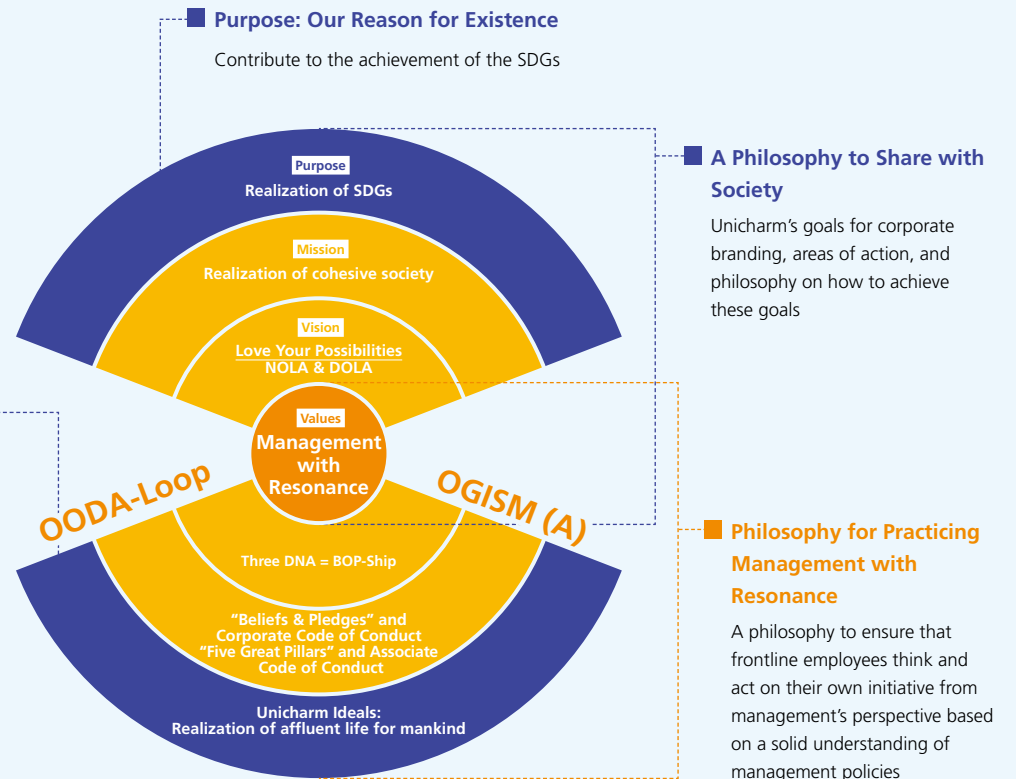 Purpose: Our Reason for Existence
Contribute to the achievement of the SDGs
Purpose
Realization of SDGs
Mission
Realization of cohesive society
Vision
Love Your Possibilities
NOLA & DOLA
Values
Management
with
Resonance
OODA-Loop
OGISM (A)
Three DNA = BOP-Ship
"Beliefs & Pledges" and
Corporate Code of Conduct
"Five Great Pillars" and Associate
Code of Conduct
Unicharm Ideals:
Realization of affluent life for mankind
A Philosophy to Share with
Society
Unicharm's goals for corporate
branding, areas of action, and
philosophy on how to achieve
these goals
Philosophy for Practicing
Management with
Resonance
A philosophy to ensure that
frontline employees think and
act on their own initiative from
management's perspective based
on a solid understanding of
management policies